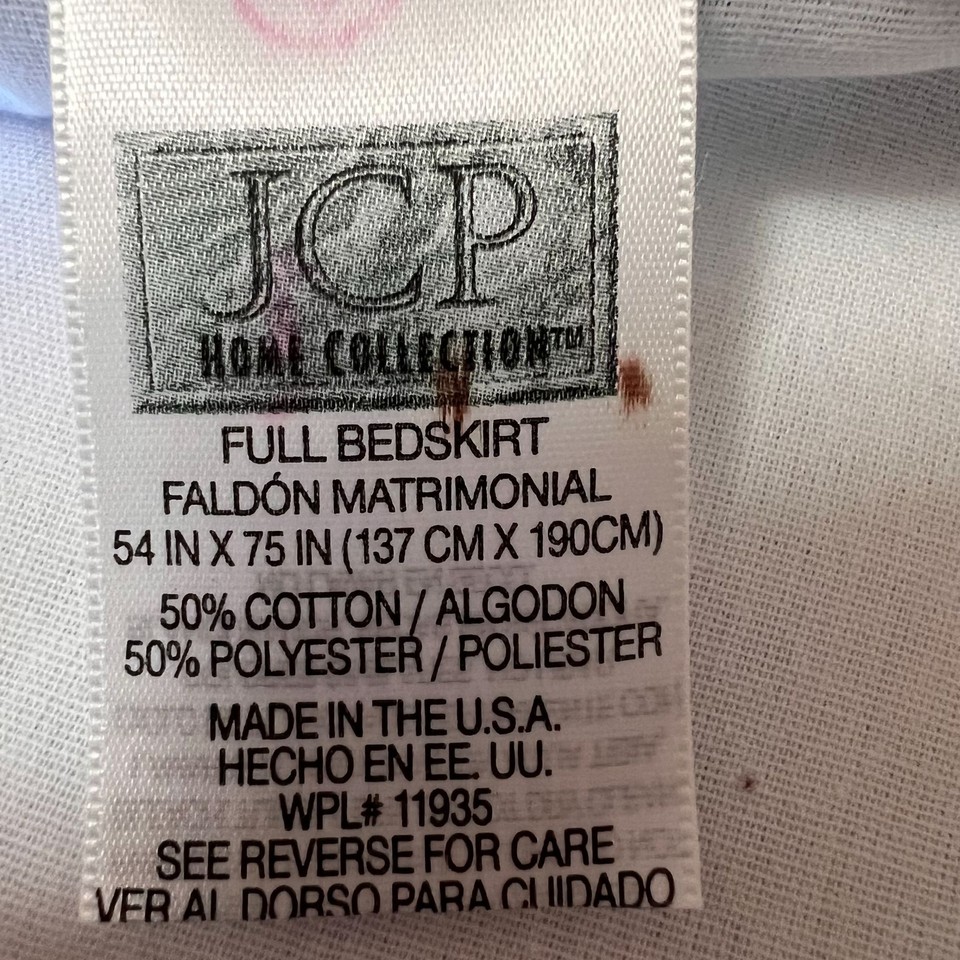 JCP
HOME COLLECTION™
FULL BEDSKIRT
FALDÓN MATRIMONIAL
54 IN X 75 IN (137 CM X 190CM)
50% COTTON / ALGODON
50% POLYESTER / POLIESTER
MADE IN THE U.S.A.
HECHO EN EE. UU.
WPL# 11935
SEE REVERSE FOR CARE
VER AL DORSO PARA CUIDADO